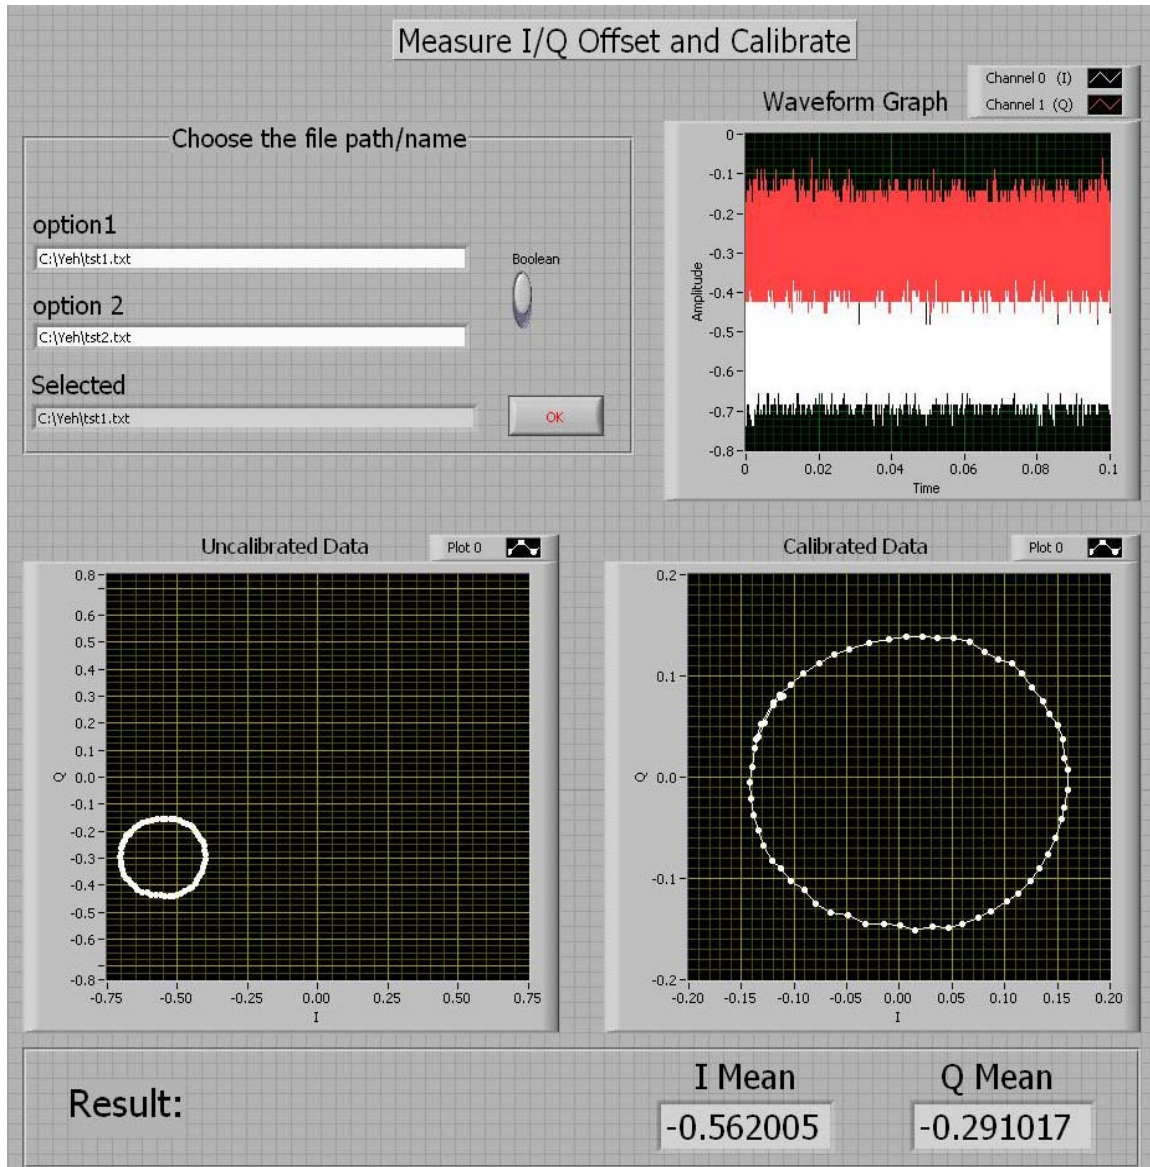 Measure I/Q Offset and Calibrate
Channel 0 (I)
Channel 1 (Q)
Waveform Graph
Choose the file path/name
option1
C:\Yeh\tst1.txt
Boolean
option 2
C:\Yeh\tst2.txt
Selected
C:\Yeh\tst1.txt
OK
Amplitude
0
-0.1
-0.2
-0.3
-0.4
-0.5
-0.6
-0.7
-0.8
0 0.02 0.04 0.06 0.08 0.1
Time
Uncalibrated Data
Plot 0
0.8
0.6
0.5
0.4
0.3
0.2
0.1
0.0
-0.1
-0.2
-0.3
-0.4
-0.5
-0.6
-0.8
Q
-0.75 -0.50 0.00 0.25 0.50 0.75
I
Calibrated Data
Plot 0
0.2
0.1
0.0
-0.1
-0.2
Q
-0.20 -0.15 -0.10 -0.05 0.00 0.05 0.10 0.15 0.20
I
Result:
I Mean
-0.562005
Q Mean
-0.291017